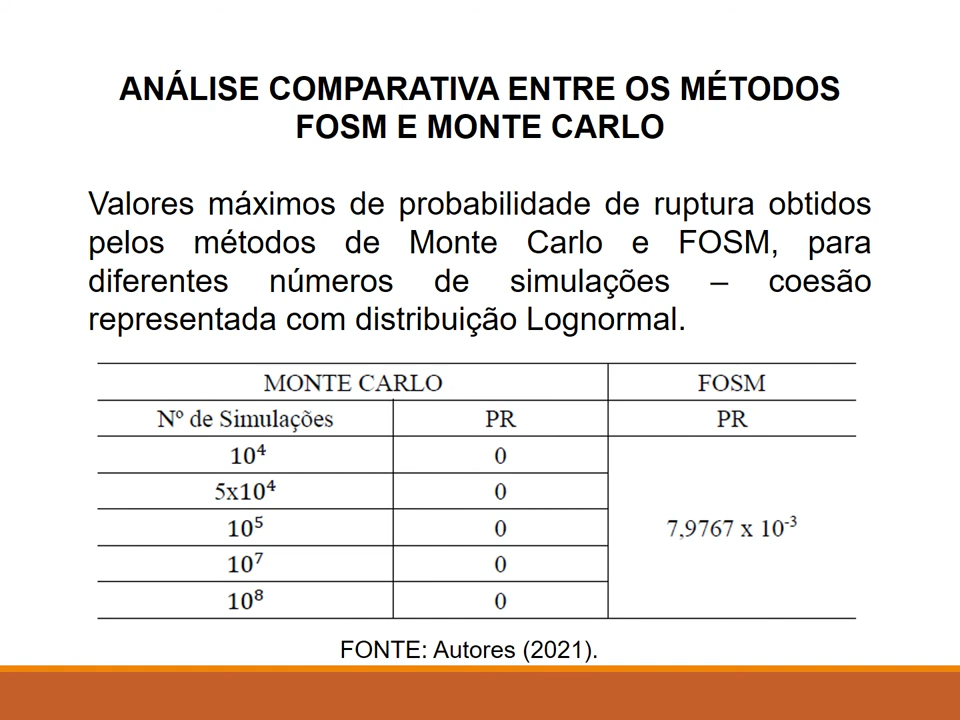 ANÁLISE COMPARATIVA ENTRE OS MÉTODOS
FOSM E MONTE CARLO
Valores máximos de probabilidade de ruptura obtidos
pelos métodos de Monte Carlo e FOSM, para
diferentes números de simulações – coesão
representada com distribuição Lognormal.
MONTE CARLO FOSM
Nº de Simulações PR PR
10⁴ 0
5x10⁴ 0
10⁵ 0 7,9767 x 10⁻³
10⁷ 0
10⁸ 0
FONTE: Autores (2021).